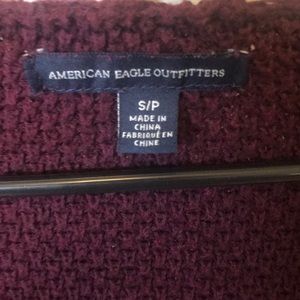 AMERICAN EAGLE OUTFITTERS
S/P
MADE IN
CHINA
FABRIQUÉ EN
CHINE